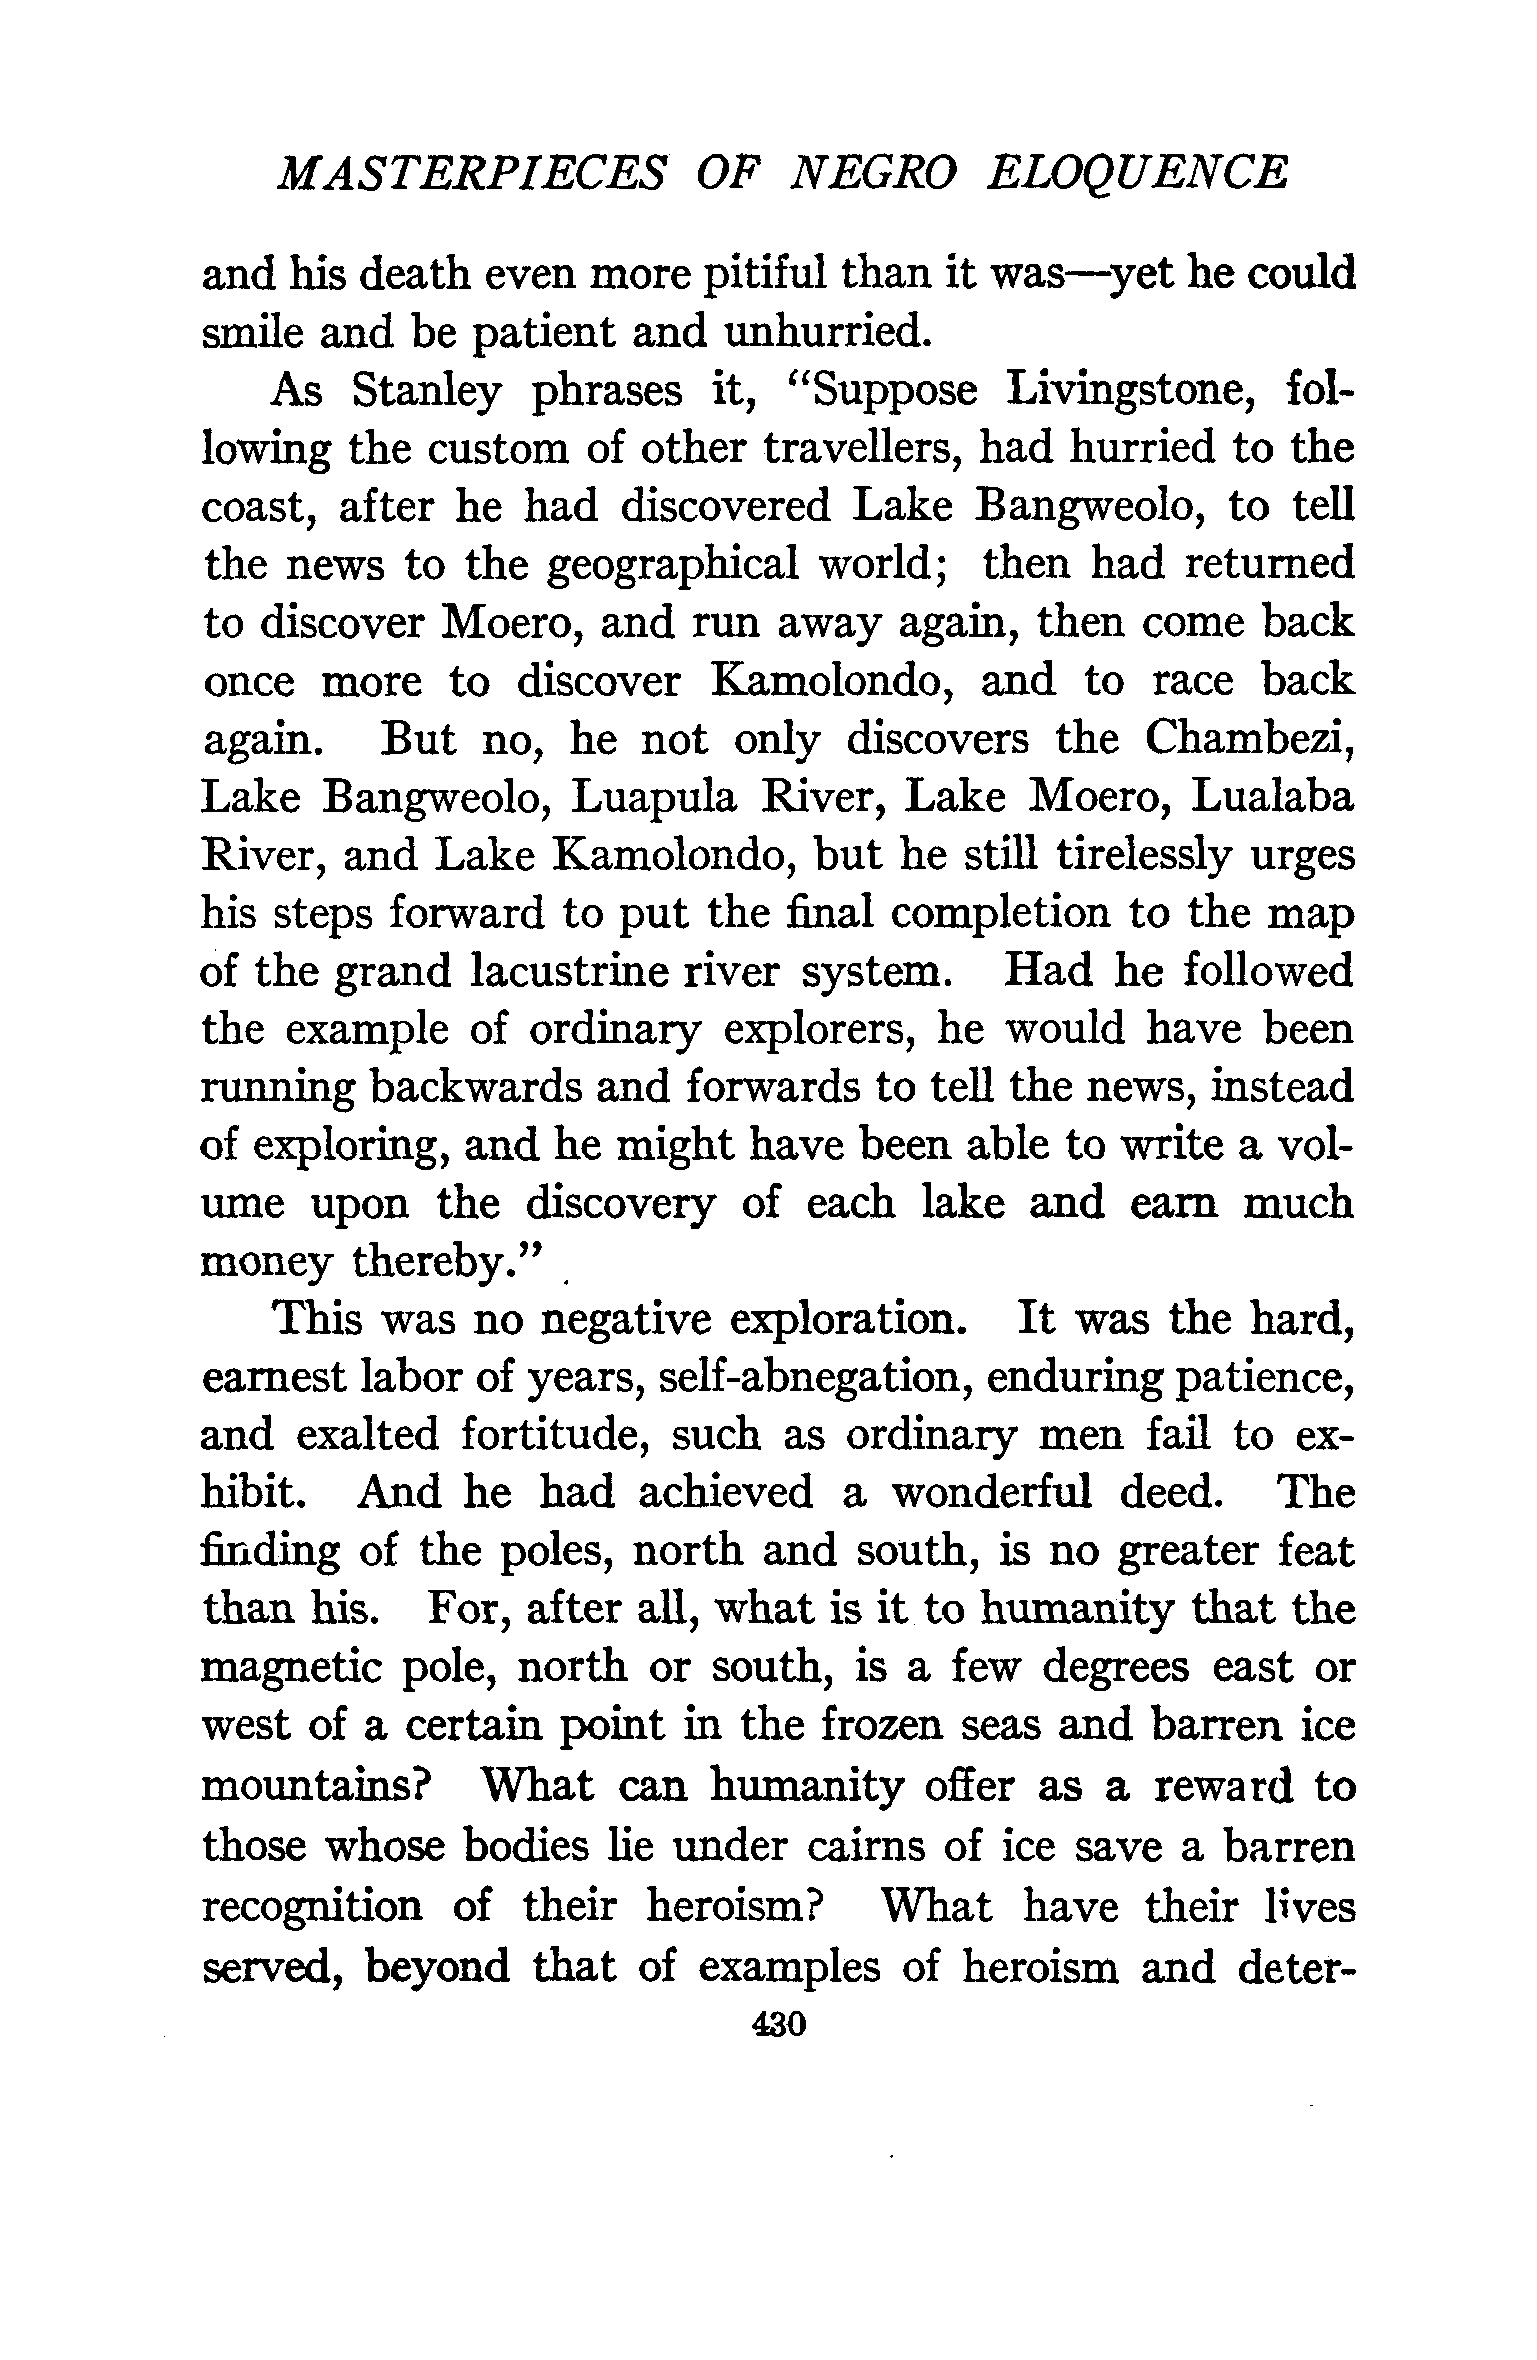 MASTERPIECES OF NEGRO ELOQUENCE
and his death even more pitiful than it was—yet he could
smile and be patient and unhurried.
As Stanley phrases it, "Suppose Livingstone, fol-
lowing the custom of other travellers, had hurried to the
coast, after he had discovered Lake Bangweolo, to tell
the news to the geographical world; then had returned
to discover Moero, and run away again, then come back
once more to discover Kamolondo, and to race back
again. But no, he not only discovers the Chambezi,
Lake Bangweolo, Luapula River, Lake Moero, Lualaba
River, and Lake Kamolondo, but he still tirelessly urges
his steps forward to put the final completion to the map
of the grand lacustrine river system. Had he followed
the example of ordinary explorers, he would have been
running backwards and forwards to tell the news, instead
of exploring, and he might have been able to write a vol-
ume upon the discovery of each lake and earn much
money thereby."
This was no negative exploration. It was the hard,
earnest labor of years, self-abnegation, enduring patience,
and exalted fortitude, such as ordinary men fail to ex-
hibit. And he had achieved a wonderful deed. The
finding of the poles, north and south, is no greater feat
than his. For, after all, what is it to humanity that the
magnetic pole, north or south, is a few degrees east or
west of a certain point in the frozen seas and barren ice
mountains? What can humanity offer as a reward to
those whose bodies lie under cairns of ice save a barren
recognition of their heroism? What have their lives
served, beyond that of examples of heroism and deter-
430